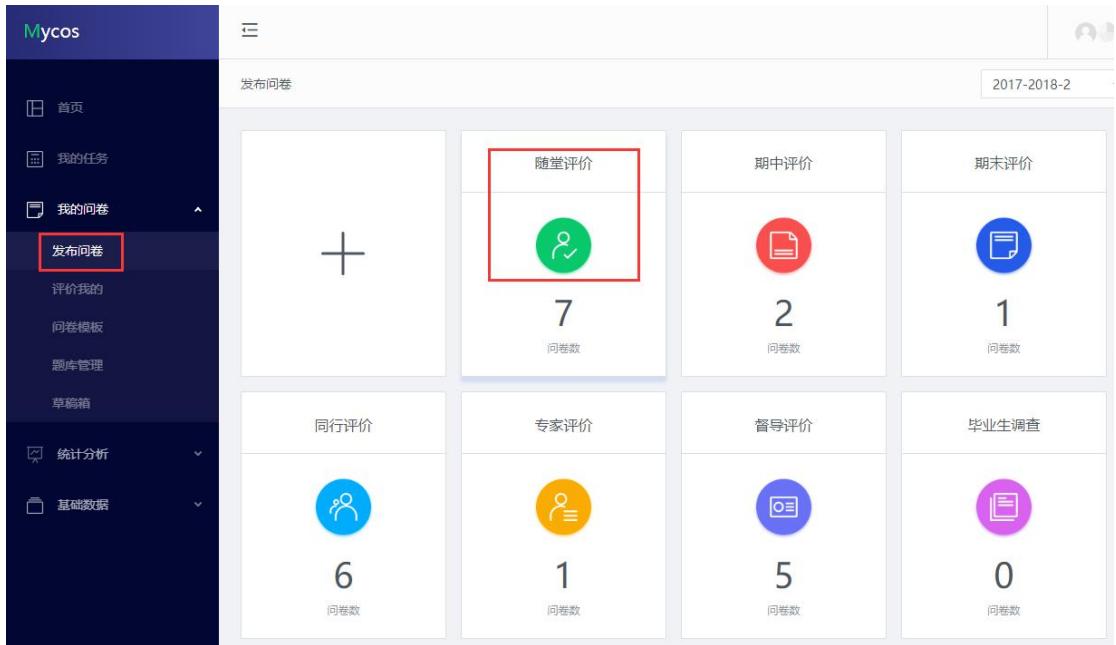 Mycos
首页
我的任务
我的问卷
发布问卷
评价我的
问卷模板
题库管理
草稿箱
统计分析
基础数据
发布问卷
2017-2018-2
随堂评价
期中评价
期末评价
7
2
1
问卷数
问卷数
问卷数
同行评价
专家评价
督导评价
毕业生调查
6
1
5
0
问卷数
问卷数
问卷数
问卷数